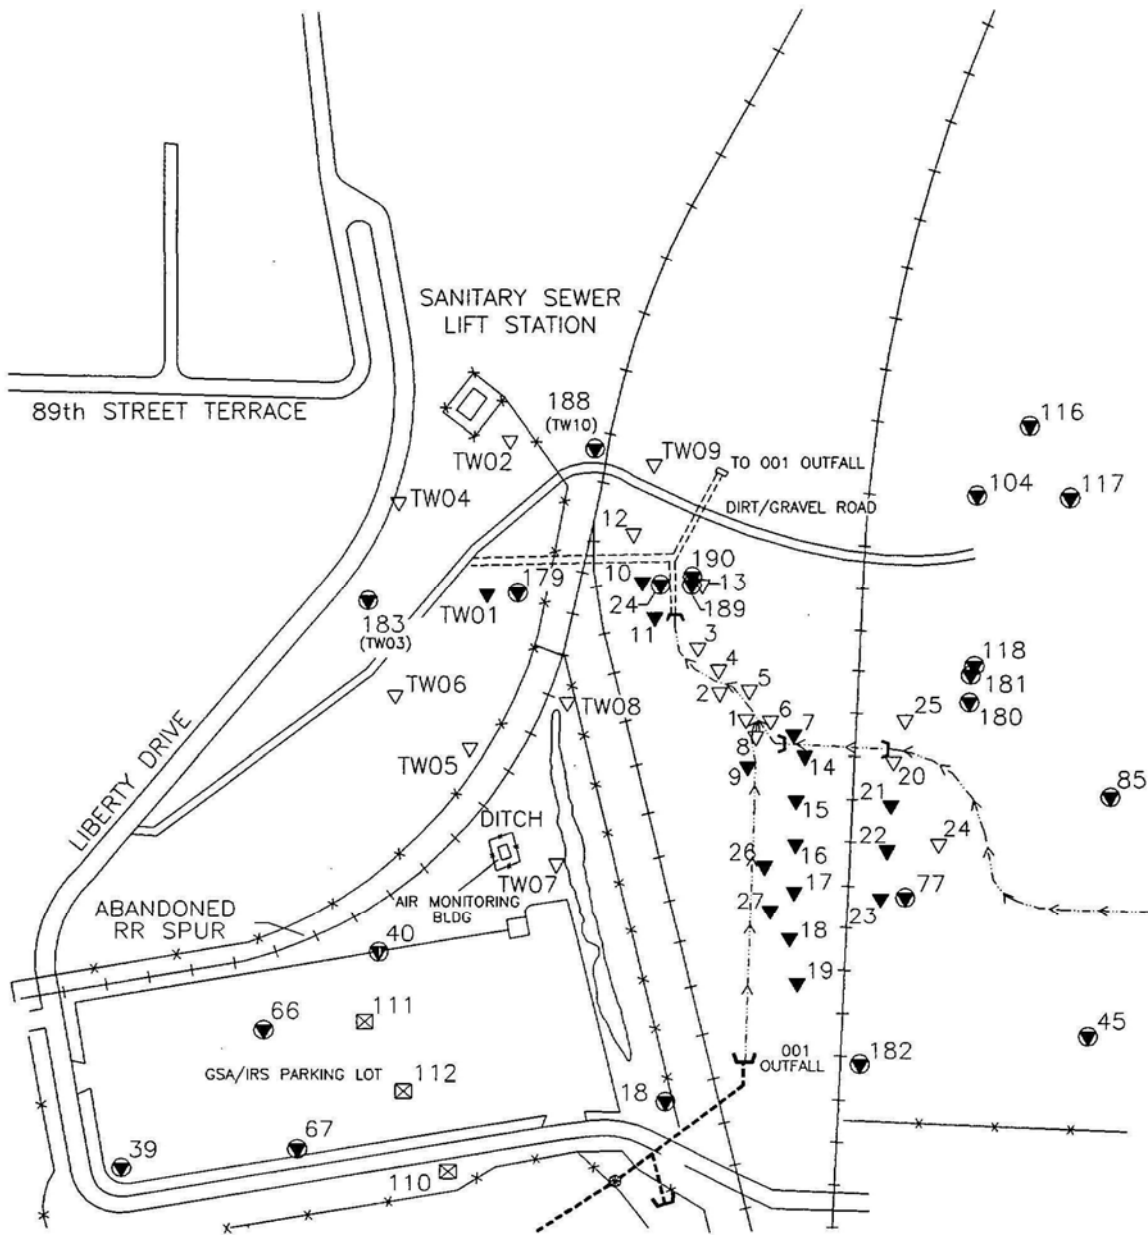 SANITARY SEWER
LIFT STATION
89th STREET TERRACE
188
(TW10)
116
TW02
TW09
TO 001 OUTFALL
104
117
TW04
DIRT/GRAVEL ROAD
12
190
10
179
13
24
189
TW01
183
(TW03)
11
3
118
4
181
TW06
5
2
180
TW08
1
6
7
25
8
TW05
9
14
20
85
LIBERTY DRIVE
21
15
DITCH
22
24
26
16
TW07
17
77
AIR MONITORING
BLDG
27
23
ABANDONED
RR SPUR
40
18
19
66
111
45
001
OUTFALL
182
GSA/IRS PARKING LOT
112
18
67
39
110